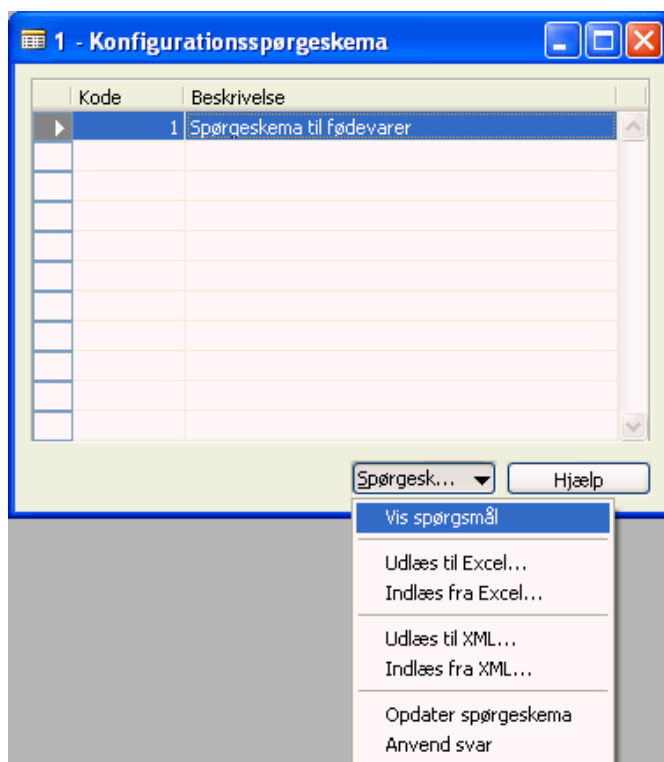 1 - Konfigurationsspørgeskema
Kode Beskrivelse
1 Spørgeskema til fødevarer
Spørgesk... Hjælp
Vis spørgsmål
Udlæs til Excel...
Indlæs fra Excel...
Udlæs til XML...
Indlæs fra XML...
Opdater spørgeskema
Anvend svar